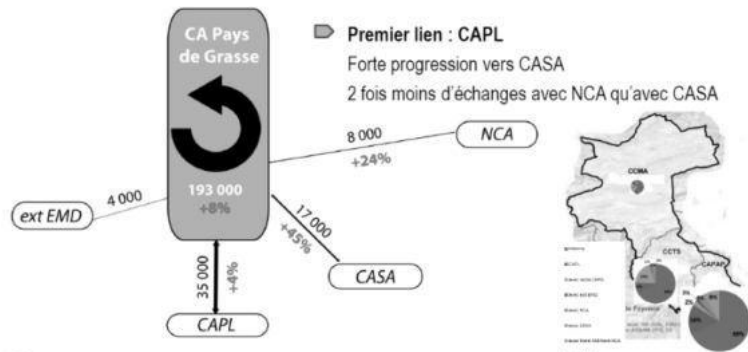 CA Pays
de Grasse
193 000
+8%
Premier lien : CAPL
Forte progression vers CASA
2 fois moins d'échanges avec NCA qu'avec CASA
8 000
+24%
NCA
4 000
ext EMD
17 000
+45%
CASA
35 000
+4%
CAPL
CCMA
CCTS
CAPAP